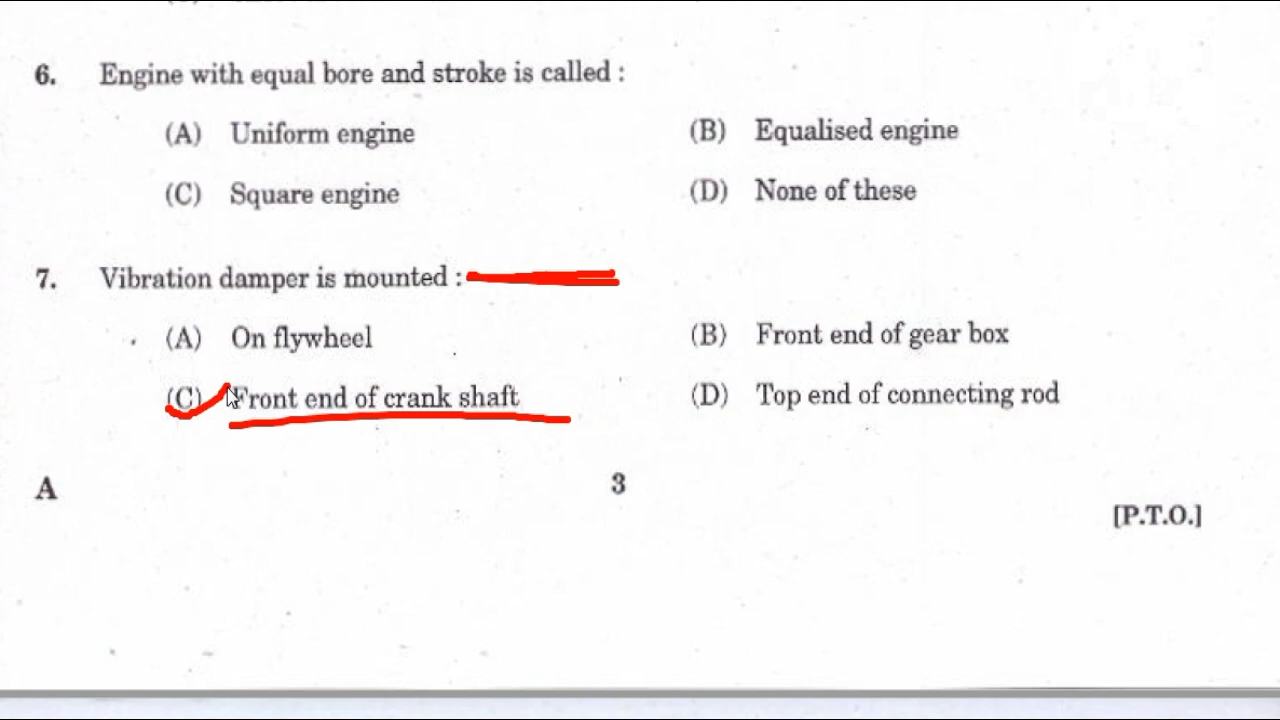 6. Engine with equal bore and stroke is called :
(A) Uniform engine (B) Equalised engine
(C) Square engine (D) None of these
7. Vibration damper is mounted :
(A) On flywheel (B) Front end of gear box
(C) Front end of crank shaft (D) Top end of connecting rod
A 3
[P.T.O.]